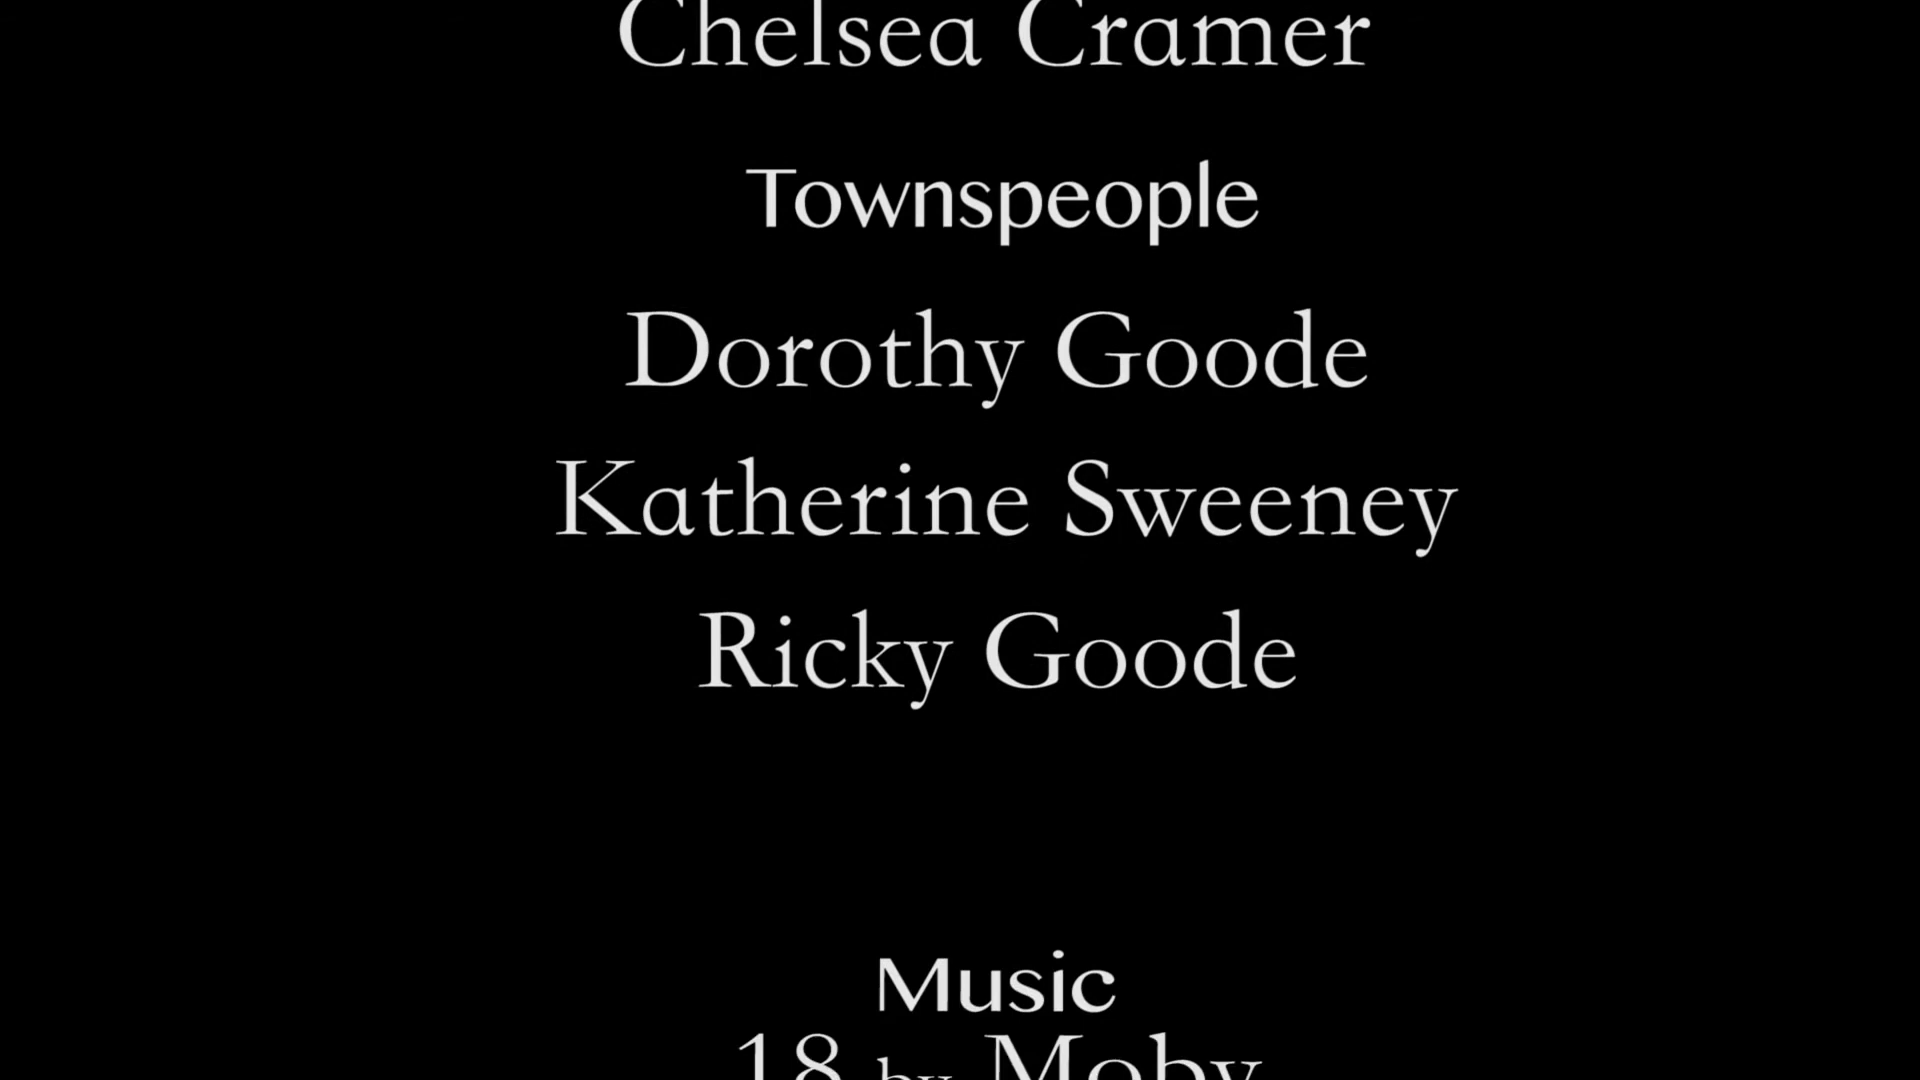 Chelsea Cramer
Townspeople
Dorothy Goode
Katherine Sweeney
Ricky Goode
Music
18 by Moby